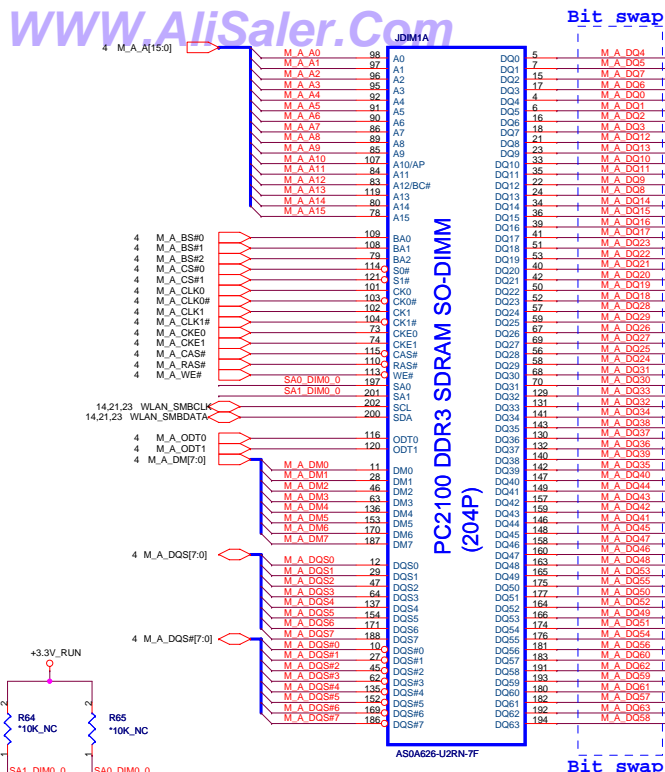 WWW.AliSaler.Com
Bit swap
JDIM1A
4 M_A_A[15:0]
M_A_A0 98 A0
M_A_A1 97 A1
M_A_A2 96 A2
M_A_A3 95 A3
M_A_A4 92 A4
M_A_A5 91 A5
M_A_A6 90 A6
M_A_A7 86 A7
M_A_A8 89 A8
M_A_A9 85 A9
M_A_A10 107 A10/AP
M_A_A11 84 A11
M_A_A12 83 A12/BC#
M_A_A13 119 A13
M_A_A14 80 A14
M_A_A15 78 A15
4 M_A_BS#0 109 BA0
4 M_A_BS#1 108 BA1
4 M_A_BS#2 79 BA2
4 M_A_CS#0 114 S0#
4 M_A_CS#1 121 S1#
4 M_A_CLK0 101 CK0
4 M_A_CLK0# 103 CK0#
4 M_A_CLK1 102 CK1
4 M_A_CLK1# 104 CK1#
4 M_A_CKE0 73 CKE0
4 M_A_CKE1 74 CKE1
4 M_A_CAS# 115 CAS#
4 M_A_RAS# 110 RAS#
4 M_A_WE# 113 WE#
SA0_DIM0_0 197 SA0
SA1_DIM0_0 201 SA1
14,21,23 WLAN_SMBCLK 202 SCL
14,21,23 WLAN_SMBDATA 200 SDA
4 M_A_ODT0 116 ODT0
4 M_A_ODT1 120 ODT1
4 M_A_DM[7:0]
M_A_DM0 11 DM0
M_A_DM1 28 DM1
M_A_DM2 46 DM2
M_A_DM3 63 DM3
M_A_DM4 136 DM4
M_A_DM5 153 DM5
M_A_DM6 170 DM6
M_A_DM7 187 DM7
4 M_A_DQS[7:0]
M_A_DQS0 12 DQS0
M_A_DQS1 29 DQS1
M_A_DQS2 47 DQS2
M_A_DQS3 64 DQS3
M_A_DQS4 137 DQS4
M_A_DQS5 154 DQS5
M_A_DQS6 171 DQS6
M_A_DQS7 188 DQS7
4 M_A_DQS#[7:0]
M_A_DQS#0 10 DQS#0
M_A_DQS#1 27 DQS#1
M_A_DQS#2 45 DQS#2
M_A_DQS#3 62 DQS#3
M_A_DQS#4 135 DQS#4
M_A_DQS#5 152 DQS#5
M_A_DQS#6 169 DQS#6
M_A_DQS#7 186 DQS#7
PC2100 DDR3 SDRAM SO-DIMM
(204P)
DQ0 5 M_A_DQ4
DQ1 7 M_A_DQ5
DQ2 15 M_A_DQ7
DQ3 17 M_A_DQ6
DQ4 4 M_A_DQ0
DQ5 6 M_A_DQ1
DQ6 16 M_A_DQ2
DQ7 18 M_A_DQ3
DQ8 21 M_A_DQ12
DQ9 23 M_A_DQ13
DQ10 33 M_A_DQ10
DQ11 35 M_A_DQ11
DQ12 22 M_A_DQ9
DQ13 24 M_A_DQ8
DQ14 34 M_A_DQ14
DQ15 36 M_A_DQ15
DQ16 39 M_A_DQ16
DQ17 41 M_A_DQ17
DQ18 51 M_A_DQ23
DQ19 53 M_A_DQ22
DQ20 40 M_A_DQ21
DQ21 42 M_A_DQ20
DQ22 50 M_A_DQ19
DQ23 52 M_A_DQ18
DQ24 57 M_A_DQ28
DQ25 59 M_A_DQ29
DQ26 67 M_A_DQ26
DQ27 69 M_A_DQ27
DQ28 56 M_A_DQ25
DQ29 58 M_A_DQ24
DQ30 68 M_A_DQ31
DQ31 70 M_A_DQ30
DQ32 129 M_A_DQ33
DQ33 131 M_A_DQ32
DQ34 141 M_A_DQ34
DQ35 143 M_A_DQ38
DQ36 130 M_A_DQ37
DQ37 132 M_A_DQ36
DQ38 140 M_A_DQ39
DQ39 142 M_A_DQ35
DQ40 147 M_A_DQ40
DQ41 149 M_A_DQ44
DQ42 157 M_A_DQ43
DQ43 159 M_A_DQ42
DQ44 146 M_A_DQ41
DQ45 148 M_A_DQ45
DQ46 158 M_A_DQ47
DQ47 160 M_A_DQ46
DQ48 163 M_A_DQ48
DQ49 165 M_A_DQ53
DQ50 175 M_A_DQ55
DQ51 177 M_A_DQ50
DQ52 164 M_A_DQ52
DQ53 166 M_A_DQ49
DQ54 174 M_A_DQ51
DQ55 176 M_A_DQ54
DQ56 181 M_A_DQ56
DQ57 183 M_A_DQ60
DQ58 191 M_A_DQ62
DQ59 193 M_A_DQ59
DQ60 180 M_A_DQ61
DQ61 182 M_A_DQ57
DQ62 192 M_A_DQ63
DQ63 194 M_A_DQ58
AS0A626-U2RN-7F
Bit swap
+3.3V_RUN
2 2
R64 R65
*10K_NC *10K_NC
1 1
SA1_DIM0_0 SA0_DIM0_0